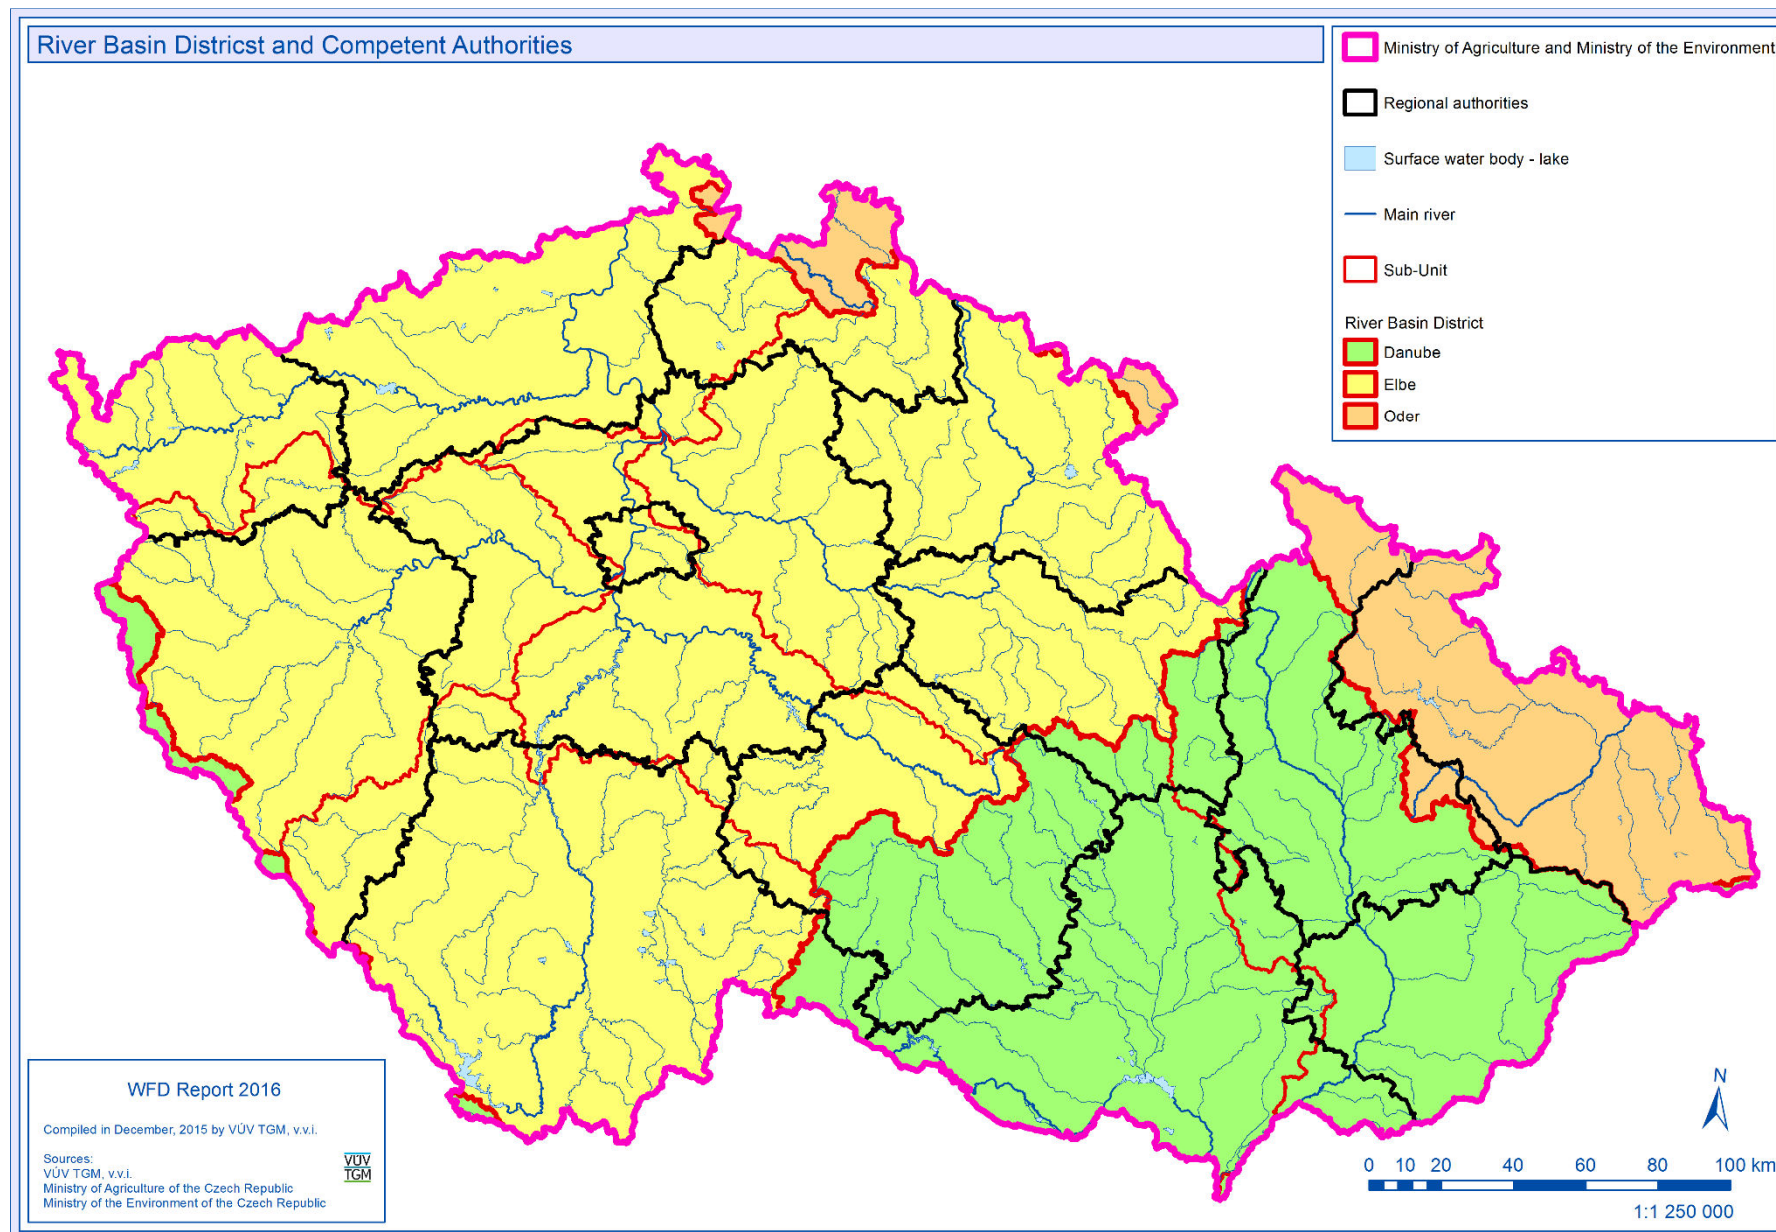 River Basin Districst and Competent Authorities
Ministry of Agriculture and Ministry of the Environment
Regional authorities
Surface water body - lake
Main river
Sub-Unit
River Basin District
Danube
Elbe
Oder
WFD Report 2016
Compiled in December, 2015 by VÚV TGM, v.v.i.
Sources:
VÚV TGM, v.v.i.
Ministry of Agriculture of the Czech Republic
Ministry of the Environment of the Czech Republic
VÚV
TGM
N
0 10 20 40 60 80 100 km
1:1 250 000